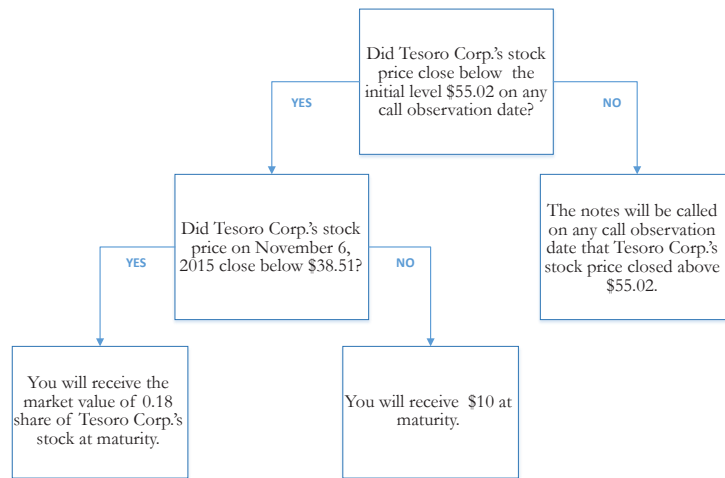 Did Tesoro Corp.'s stock
price close below the
initial level $55.02 on any
call observation date?
YES
NO
Did Tesoro Corp.'s stock
price on November 6,
2015 close below $38.51?
The notes will be called
on any call observation
date that Tesoro Corp.'s
stock price closed above
$55.02.
YES
NO
You will receive the
market value of 0.18
share of Tesoro Corp.'s
stock at maturity.
You will receive $10 at
maturity.